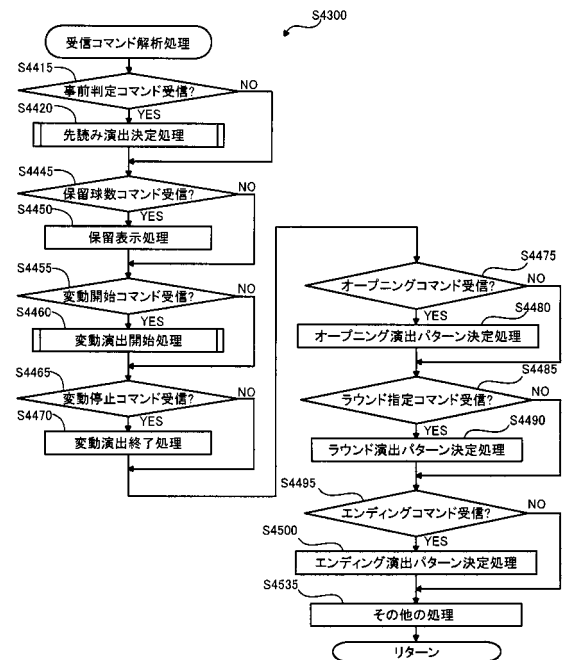 S4300
受信コマンド解析処理
S4415
事前判定コマンド受信?
NO
YES
S4420
先読み演出決定処理
S4445
保留球数コマンド受信?
NO
YES
S4450
保留表示処理
S4455
変動開始コマンド受信?
NO
YES
S4460
変動演出開始処理
S4465
変動停止コマンド受信?
NO
YES
S4470
変動演出終了処理
S4475
オープニングコマンド受信?
NO
YES
S4480
オープニング演出パターン決定処理
S4485
ラウンド指定コマンド受信?
NO
YES
S4490
ラウンド演出パターン決定処理
S4495
エンディングコマンド受信?
NO
YES
S4500
エンディング演出パターン決定処理
S4535
その他の処理
リターン